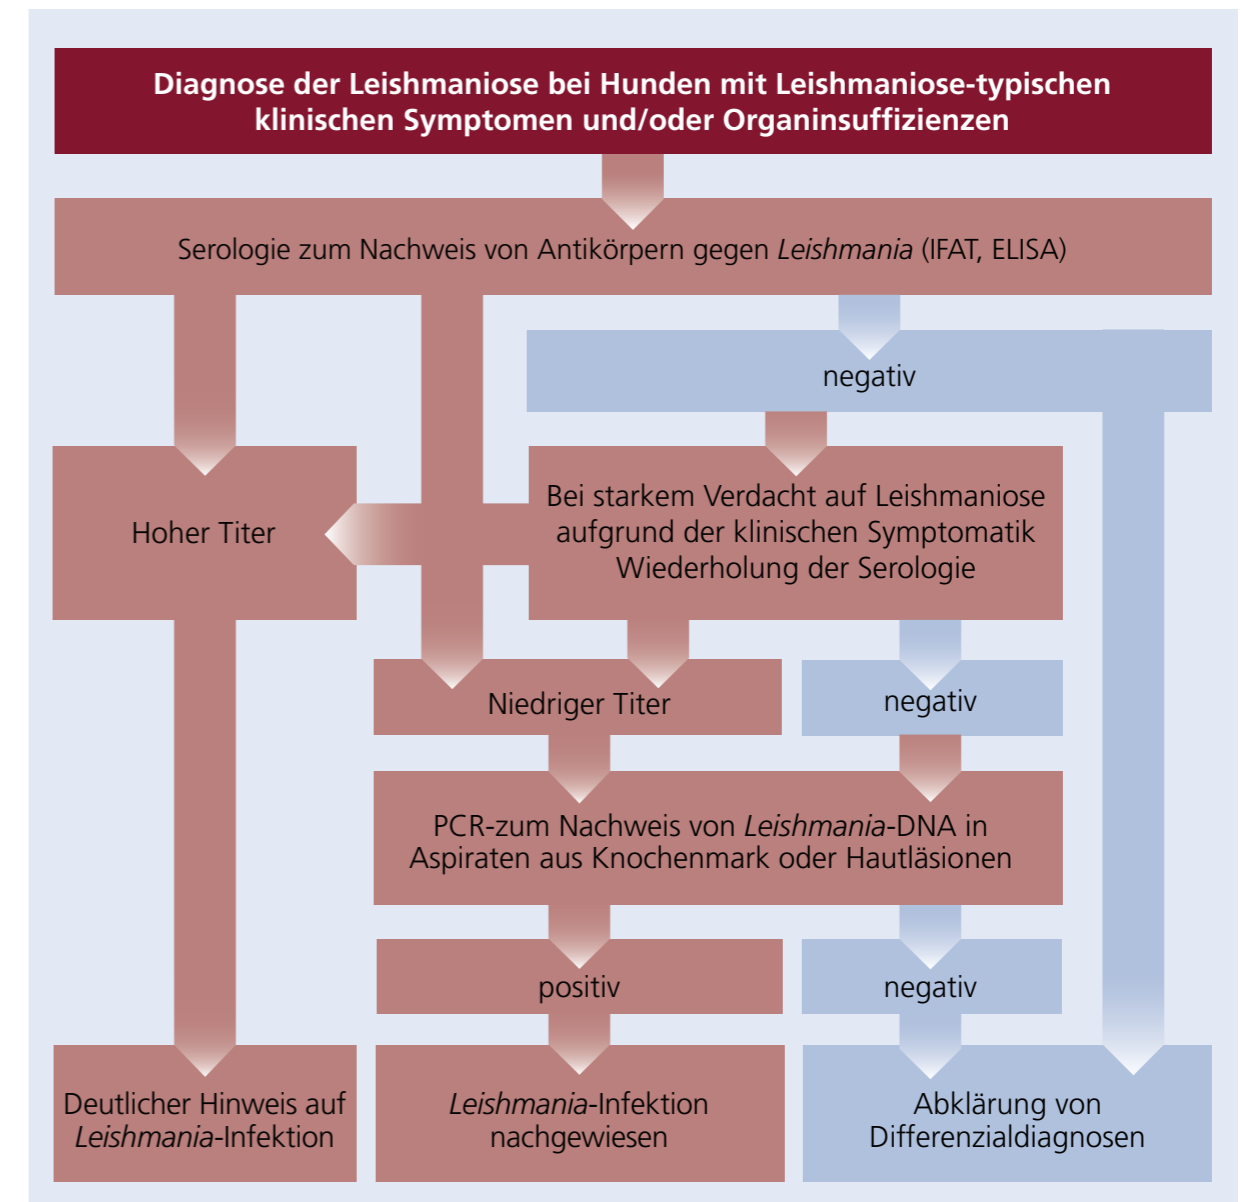 Diagnose der Leishmaniose bei Hunden mit Leishmaniose-typischen
klinischen Symptomen und/oder Organinsuffizienzen
Serologie zum Nachweis von Antikörpern gegen Leishmania (IFAT, ELISA)
negativ
Hoher Titer
Bei starkem Verdacht auf Leishmaniose
aufgrund der klinischen Symptomatik
Wiederholung der Serologie
Niedriger Titer
negativ
PCR-zum Nachweis von Leishmania-DNA in
Aspiraten aus Knochenmark oder Hautläsionen
positiv
negativ
Deutlicher Hinweis auf
Leishmania-Infektion
Leishmania-Infektion
nachgewiesen
Abklärung von
Differenzialdiagnosen